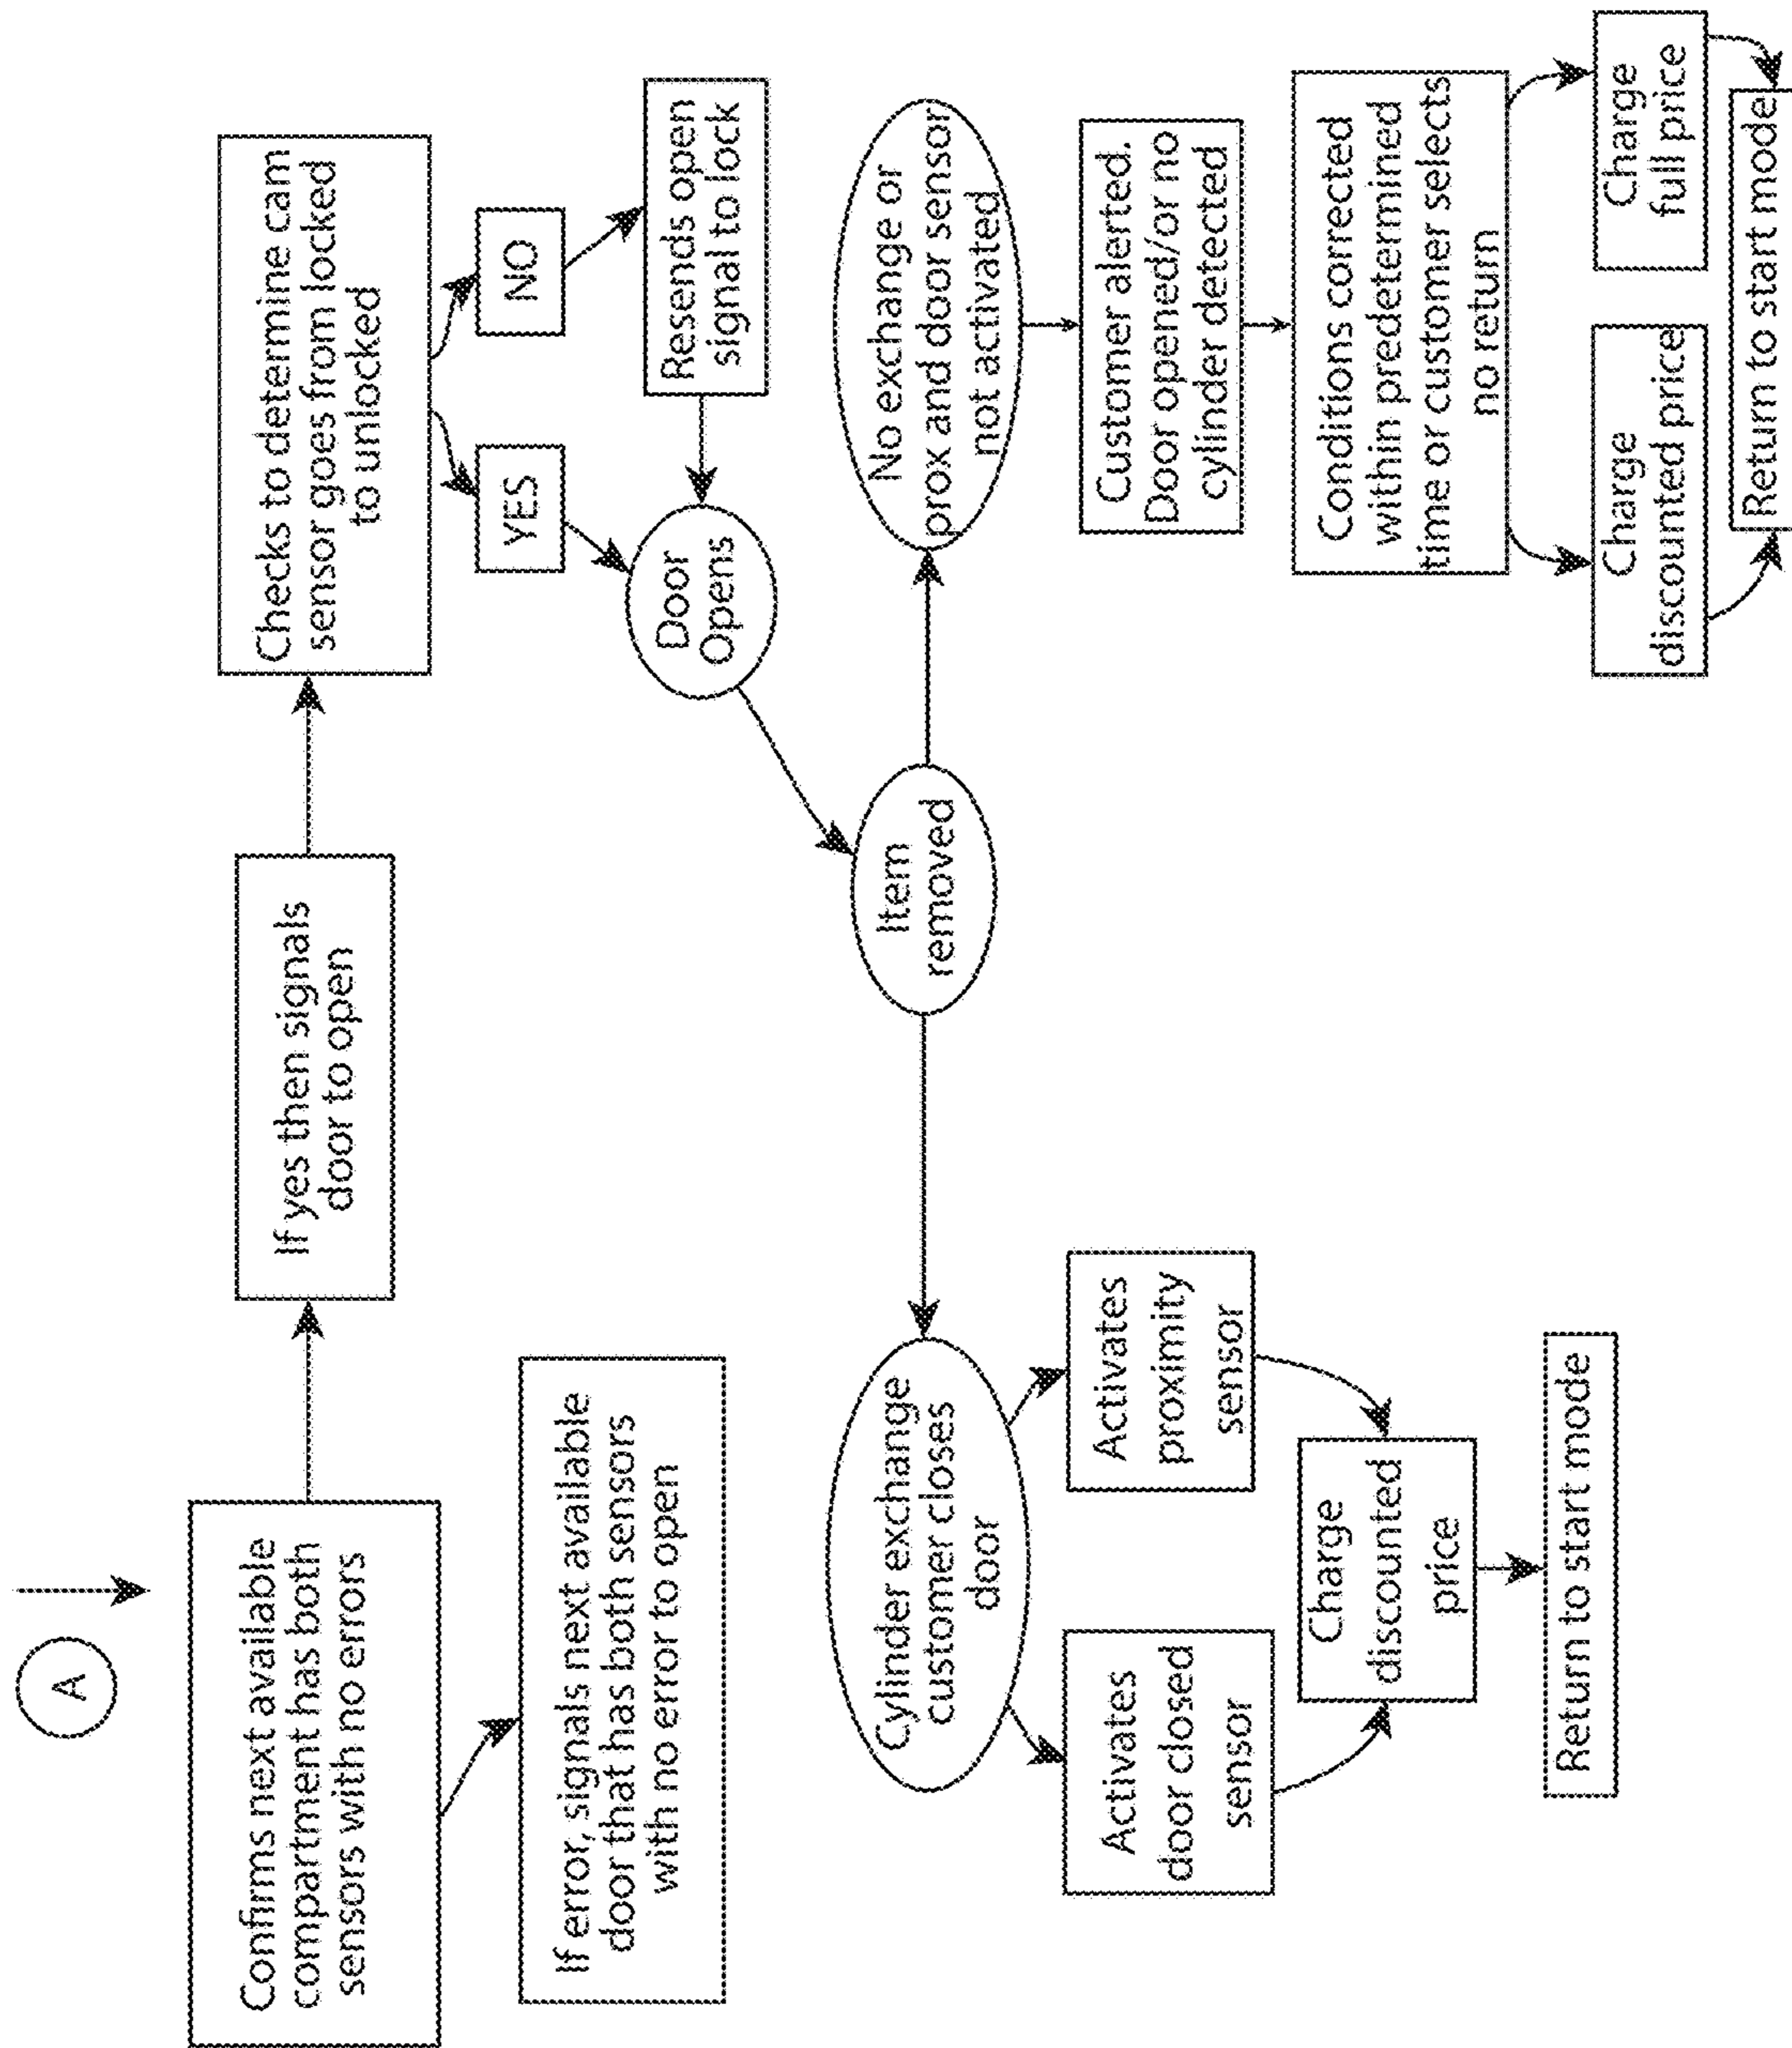 A
Confirms next available
compartment has both
sensors with no errors
If error, signals next available
door that has both sensors
with no error to open
If yes then signals
door to open
Checks to determine cam
sensor goes from locked
to unlocked
YES
NO
Resends open
signal to lock
Door
Opens
Item
removed
Cylinder exchange
customer closes
door
Activates
door closed
sensor
Activates
proximity
sensor
Charge
discounted
price
Return to start mode
No exchange or
prox and door sensor
not activated
Customer alerted.
Door opened/or no
cylinder detected
Conditions corrected
within predetermined
time or customer selects
no return
Charge
discounted price
Charge
full price
Return to start mode